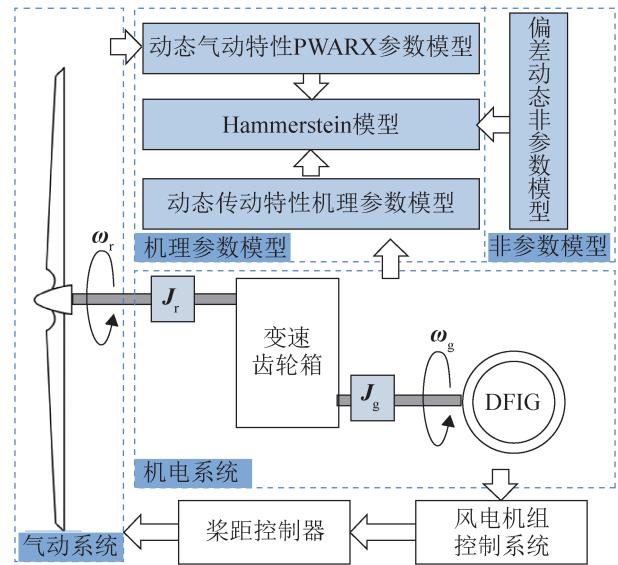 动态气动特性PWARX参数模型
Hammerstein模型
动态传动特性机理参数模型
机理参数模型
偏差动态非参数模型
非参数模型
ωr
Jr
变速
齿轮箱
Jg
ωg
DFIG
机电系统
气动系统
桨距控制器
风电机组
控制系统